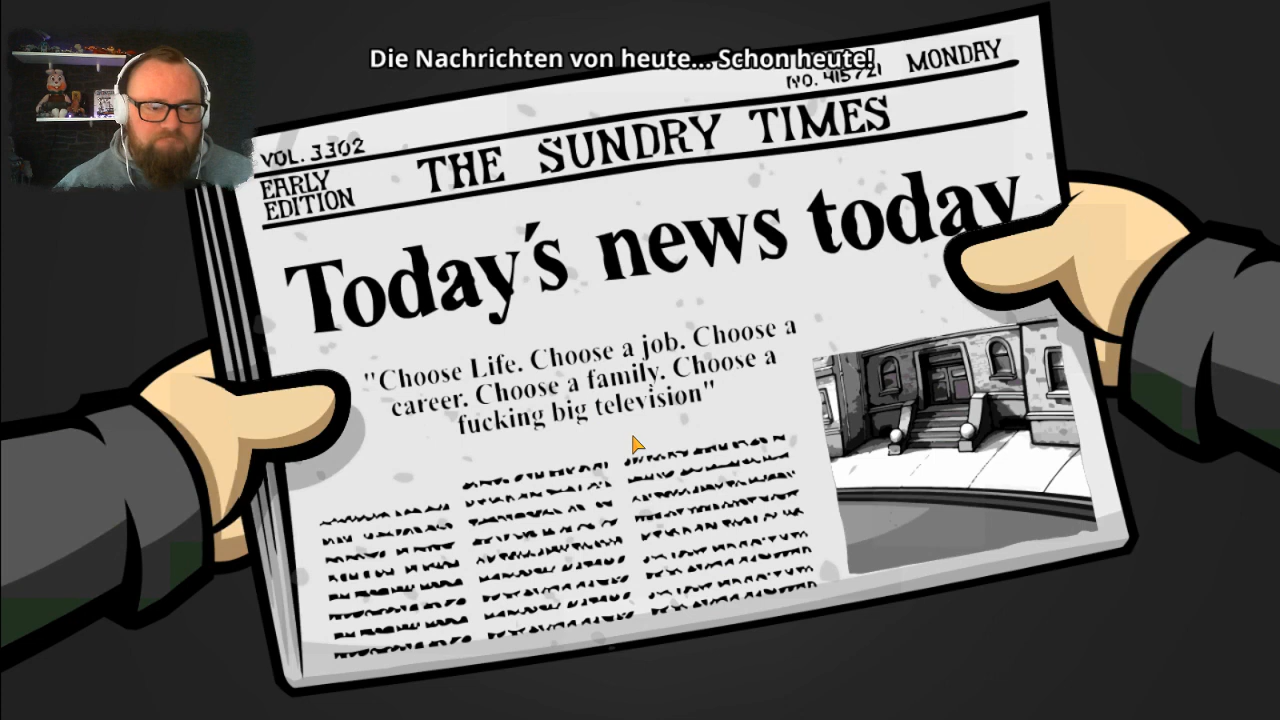 Die Nachrichten von heute... Schon heute!
NO. 415721 MONDAY
VOL. 3302
EARLY
EDITION
THE SUNDRY TIMES
Today's news today
"Choose Life. Choose a job. Choose a
career. Choose a family. Choose a
fucking big television"